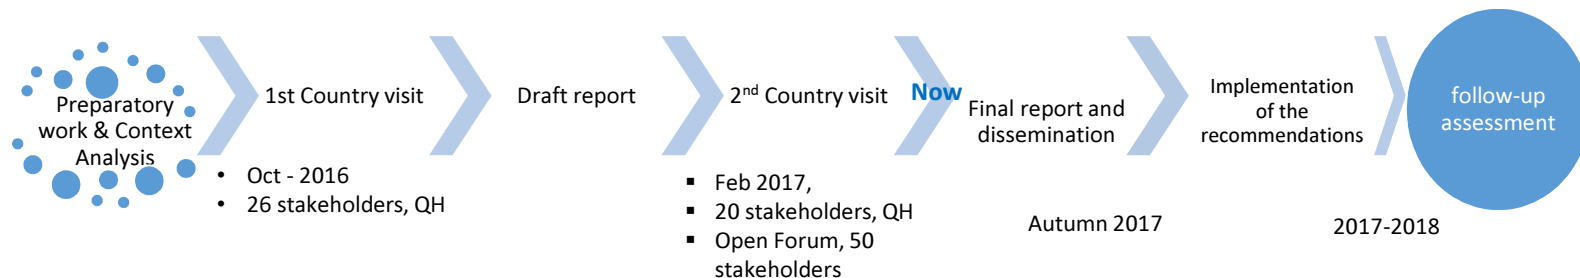 Preparatory
work & Context
Analysis
1st Country visit
• Oct - 2016
• 26 stakeholders, QH
Draft report
2nd Country visit
▪ Feb 2017,
▪ 20 stakeholders, QH
▪ Open Forum, 50
stakeholders
Now
Final report and
dissemination
Autumn 2017
Implementation
of the
recommendations
2017-2018
follow-up
assessment